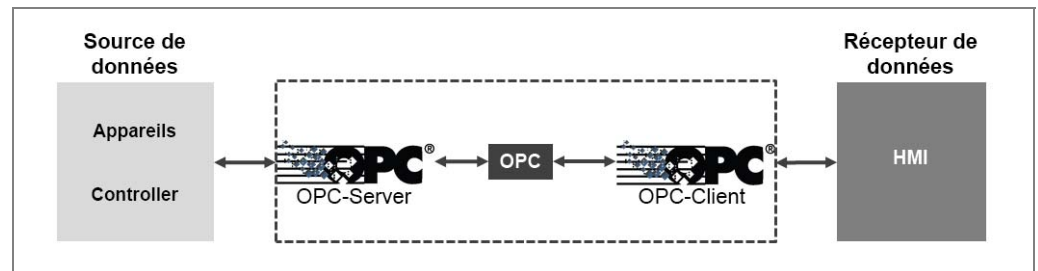 Source de
données
Appareils
Controller
OPC®
OPC-Server
OPC
OPC®
OPC-Client
Récepteur de
données
HMI